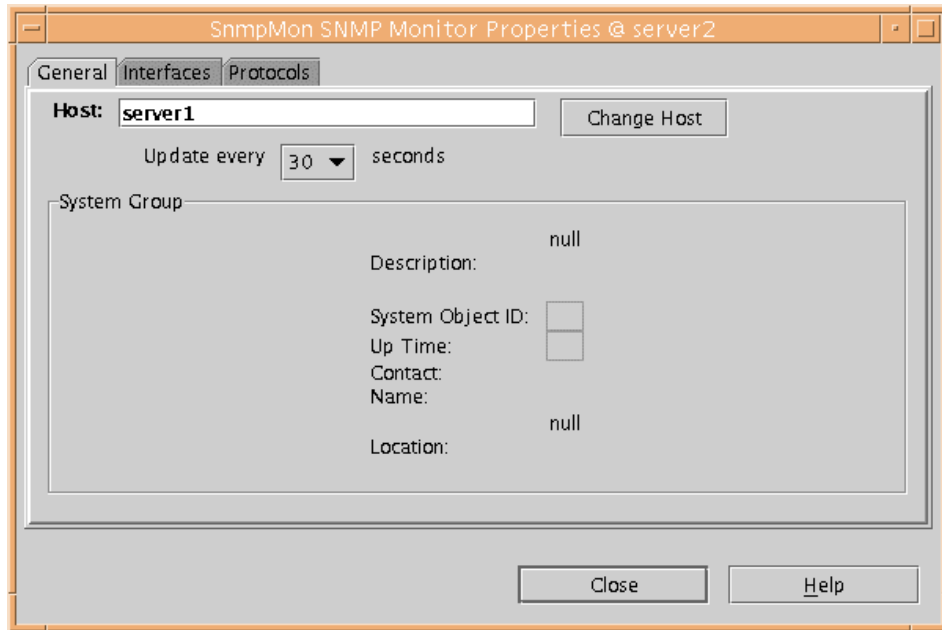 SnmpMon SNMP Monitor Properties @ server2
General Interfaces Protocols
Host: server1 Change Host
Update every 30 seconds
System Group
null
Description:
System Object ID:
Up Time:
Contact:
Name:
null
Location:
Close Help